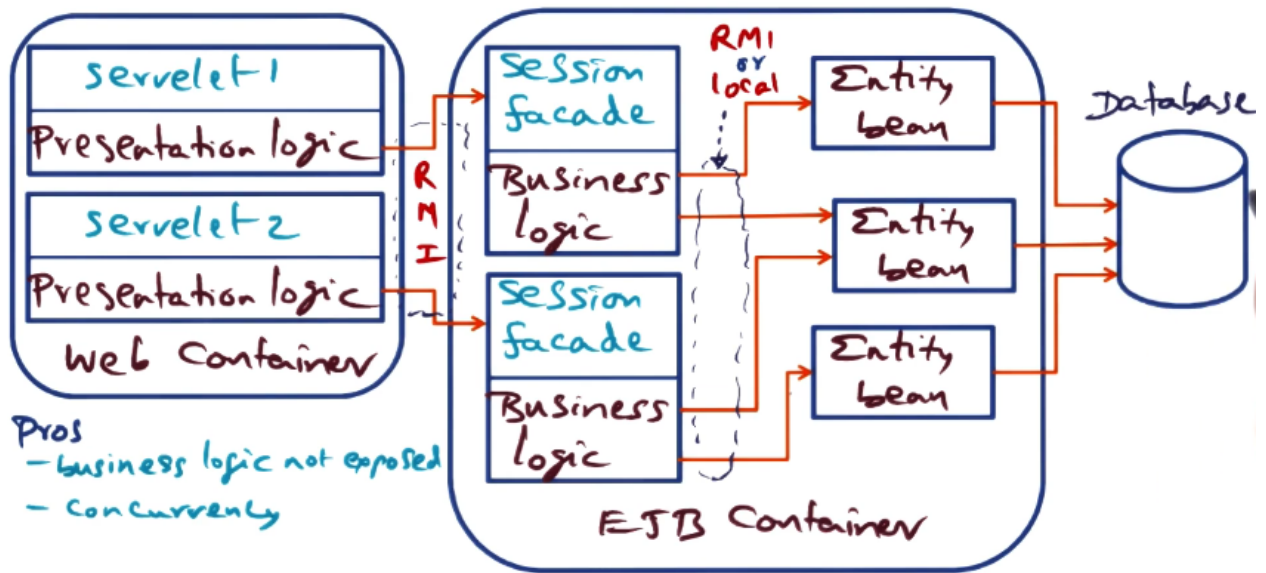 Servelet1
Presentation logic
Servelet2
Presentation logic
Web Container
RMI
Session
facade
Business
logic
Session
facade
Business
logic
RMI
or
local
Entity
bean
Entity
bean
Entity
bean
EJB Container
Database
Pros
- business logic not exposed
- Concurrency